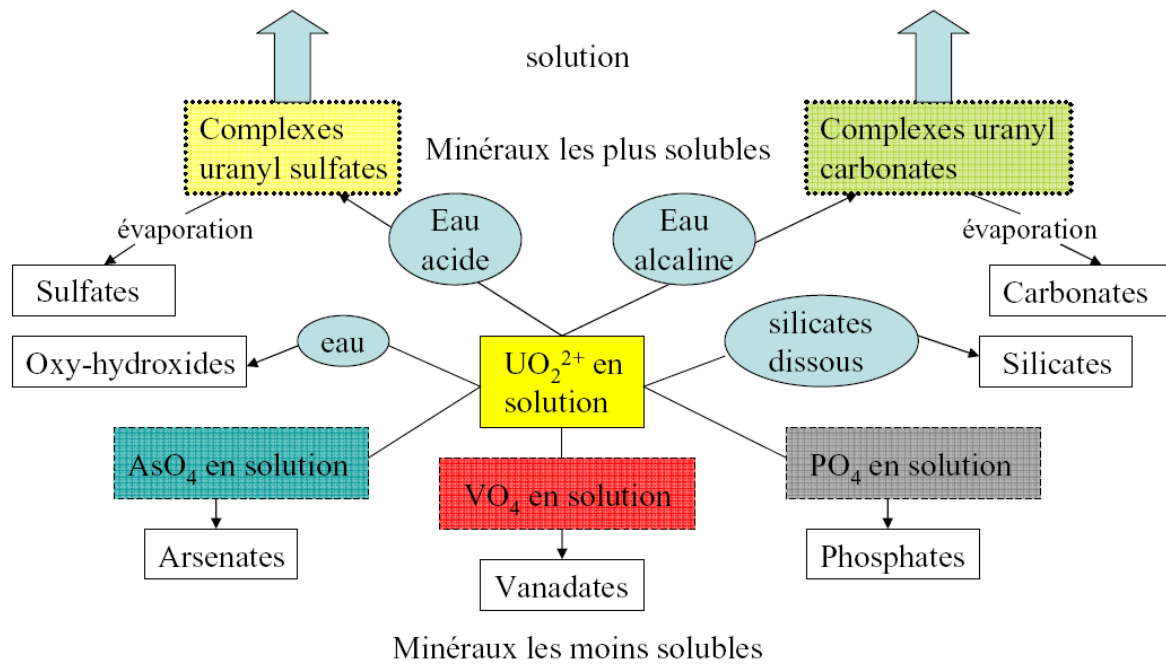 solution
Complexes
uranyl sulfates
Minéraux les plus solubles
Complexes uranyl
carbonates
évaporation
Eau
acide
Eau
alcaline
évaporation
Sulfates
Carbonates
Oxy-hydroxides
eau
UO₂²⁺ en
solution
silicates
dissous
Silicates
AsO₄ en solution
VO₄ en solution
PO₄ en solution
Arsenates
Vanadates
Phosphates
Minéraux les moins solubles